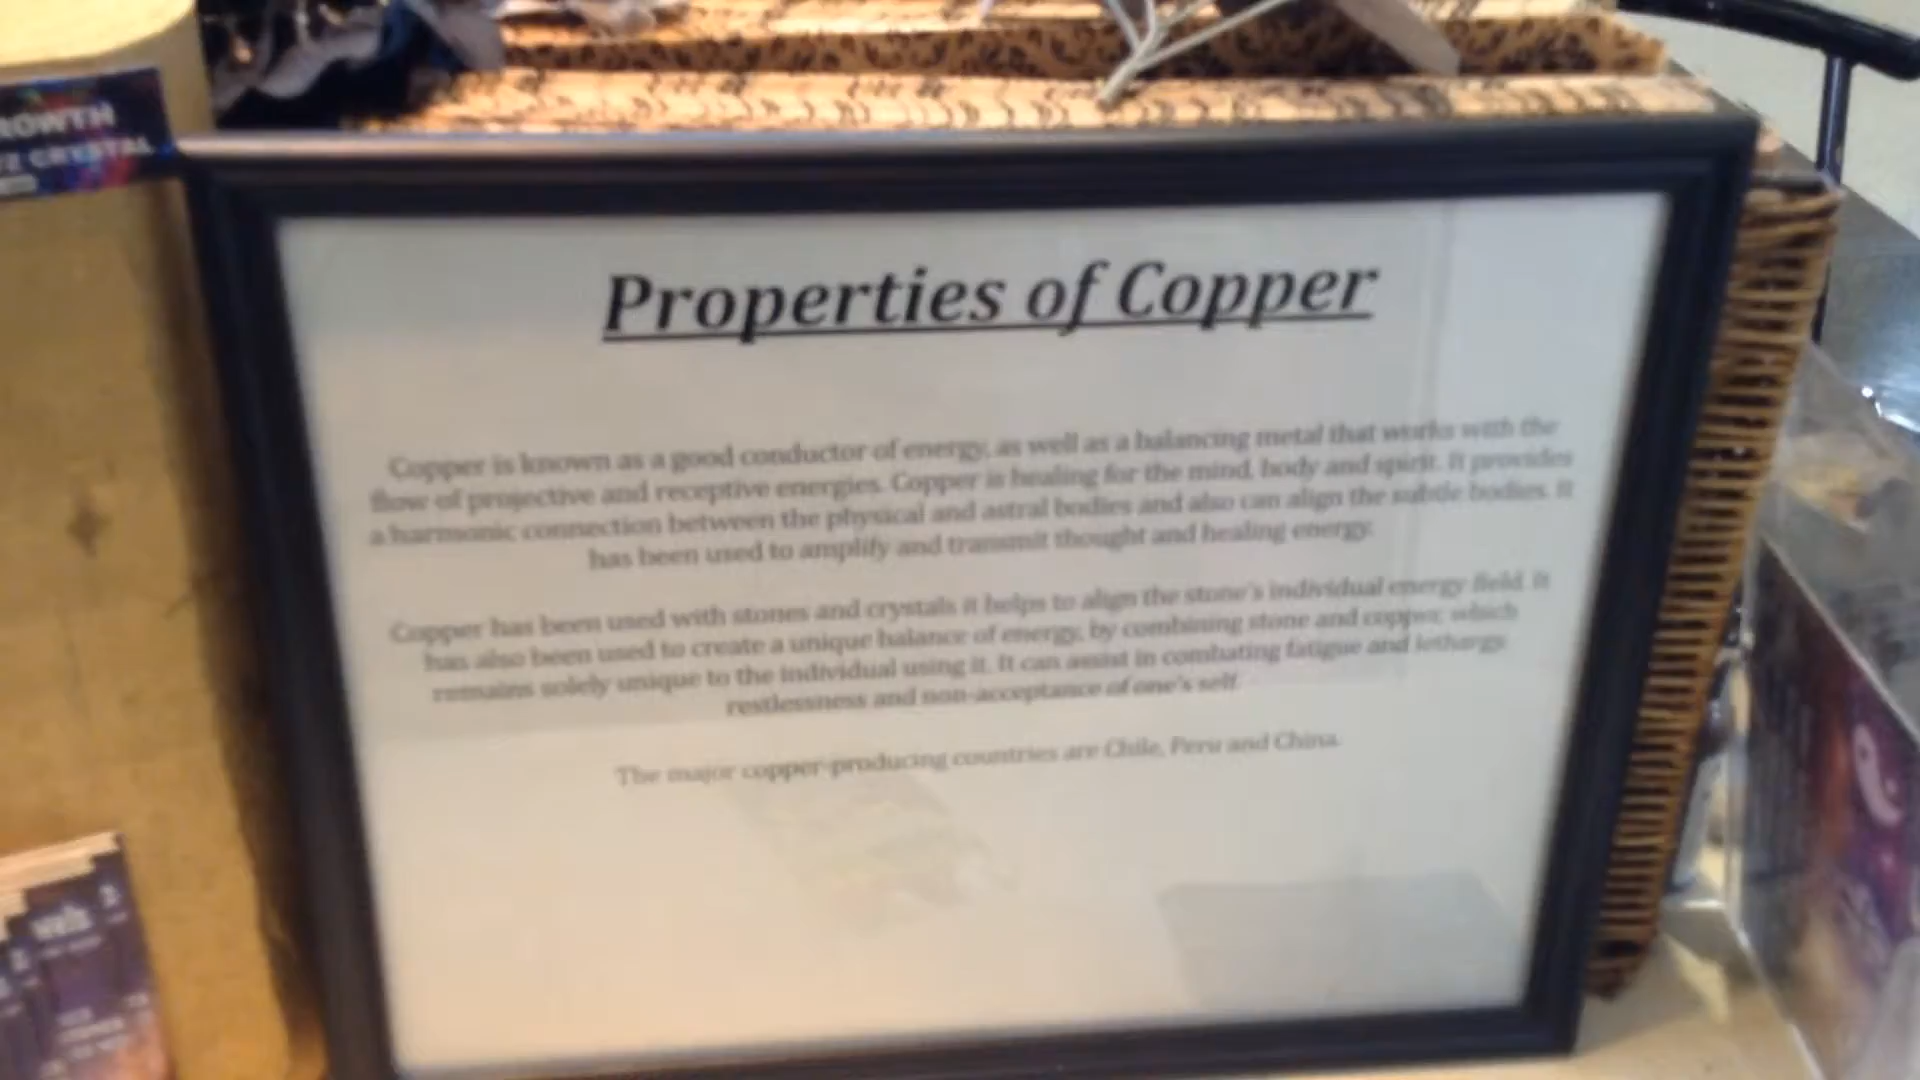 ROWTH
CRYSTAL
Properties of Copper
Copper is known as a good conductor of energy, as well as a balancing metal that works with the
flow of projective and receptive energies. Copper is healing for the mind, body and spirit. It provides
a harmonic connection between the physical and astral bodies and also can align the subtle bodies. It
has been used to amplify and transmit thought and healing energy.
Copper has been used with stones and crystals it helps to align the stone's individual energy field. It
has also been used to create a unique balance of energy, by combining stone and copper, which
remains solely unique to the individual using it. It can assist in combating fatigue and lethargy
restlessness and non-acceptance of one's self.
The major copper-producing countries are Chile, Peru and China.